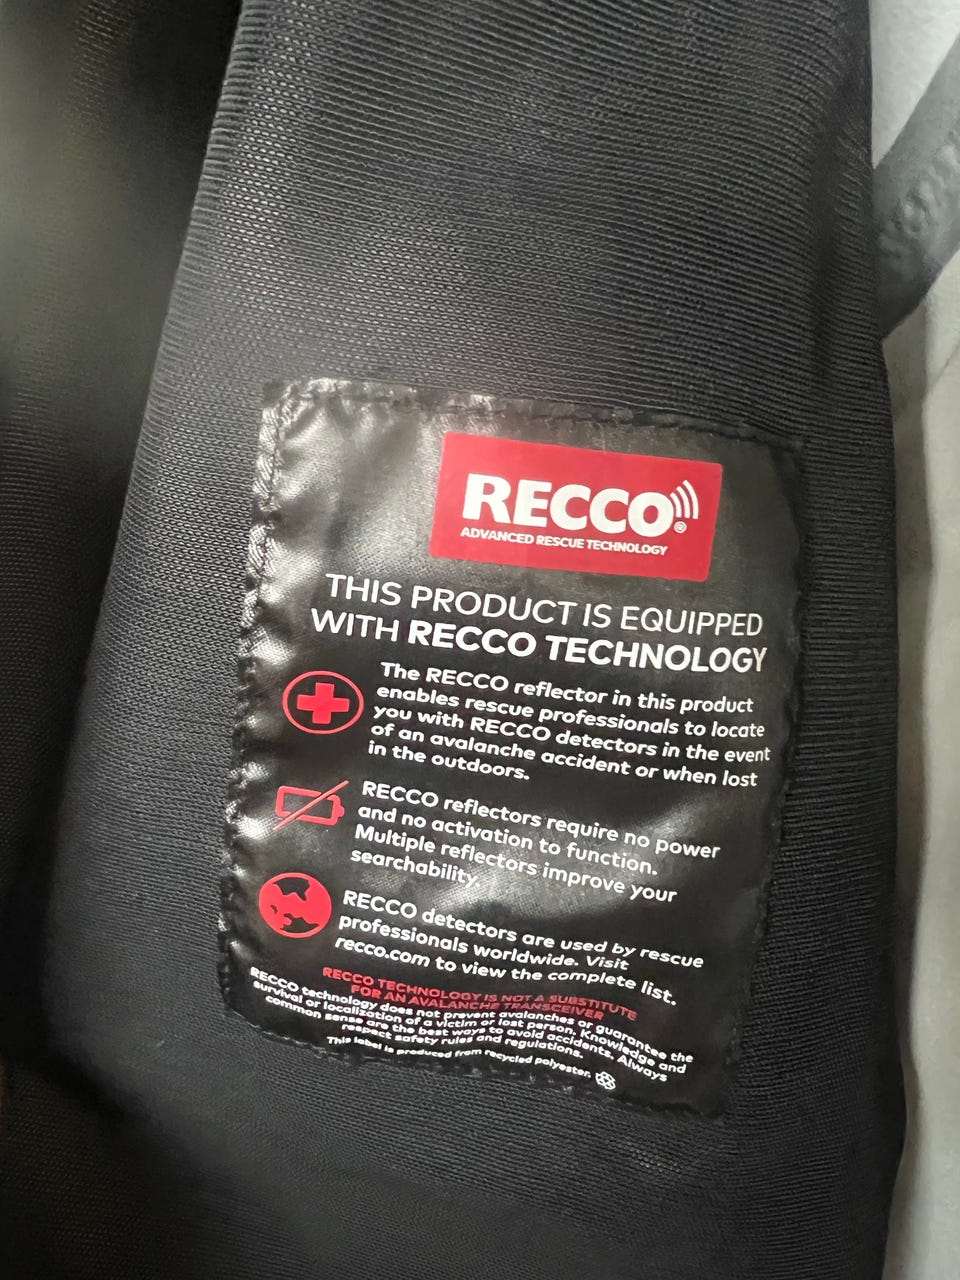 RECCO®
ADVANCED RESCUE TECHNOLOGY
THIS PRODUCT IS EQUIPPED
WITH RECCO TECHNOLOGY
The RECCO reflector in this product
enables rescue professionals to locate
you with RECCO detectors in the event
of an avalanche accident or when lost
in the outdoors.
RECCO reflectors require no power
and no activation to function.
Multiple reflectors improve your
searchability.
RECCO detectors are used by rescue
professionals worldwide. Visit
recco.com to view the complete list.
RECCO TECHNOLOGY IS NOT A SUBSTITUTE
FOR AN AVALANCHE TRANSCEIVER
RECCO technology does not prevent avalanches or guarantee the
survival or localization of a victim or lost person. Knowledge and
common sense are the best ways to avoid accidents. Always
respect safety rules and regulations.
This label is produced from recycled polyester.